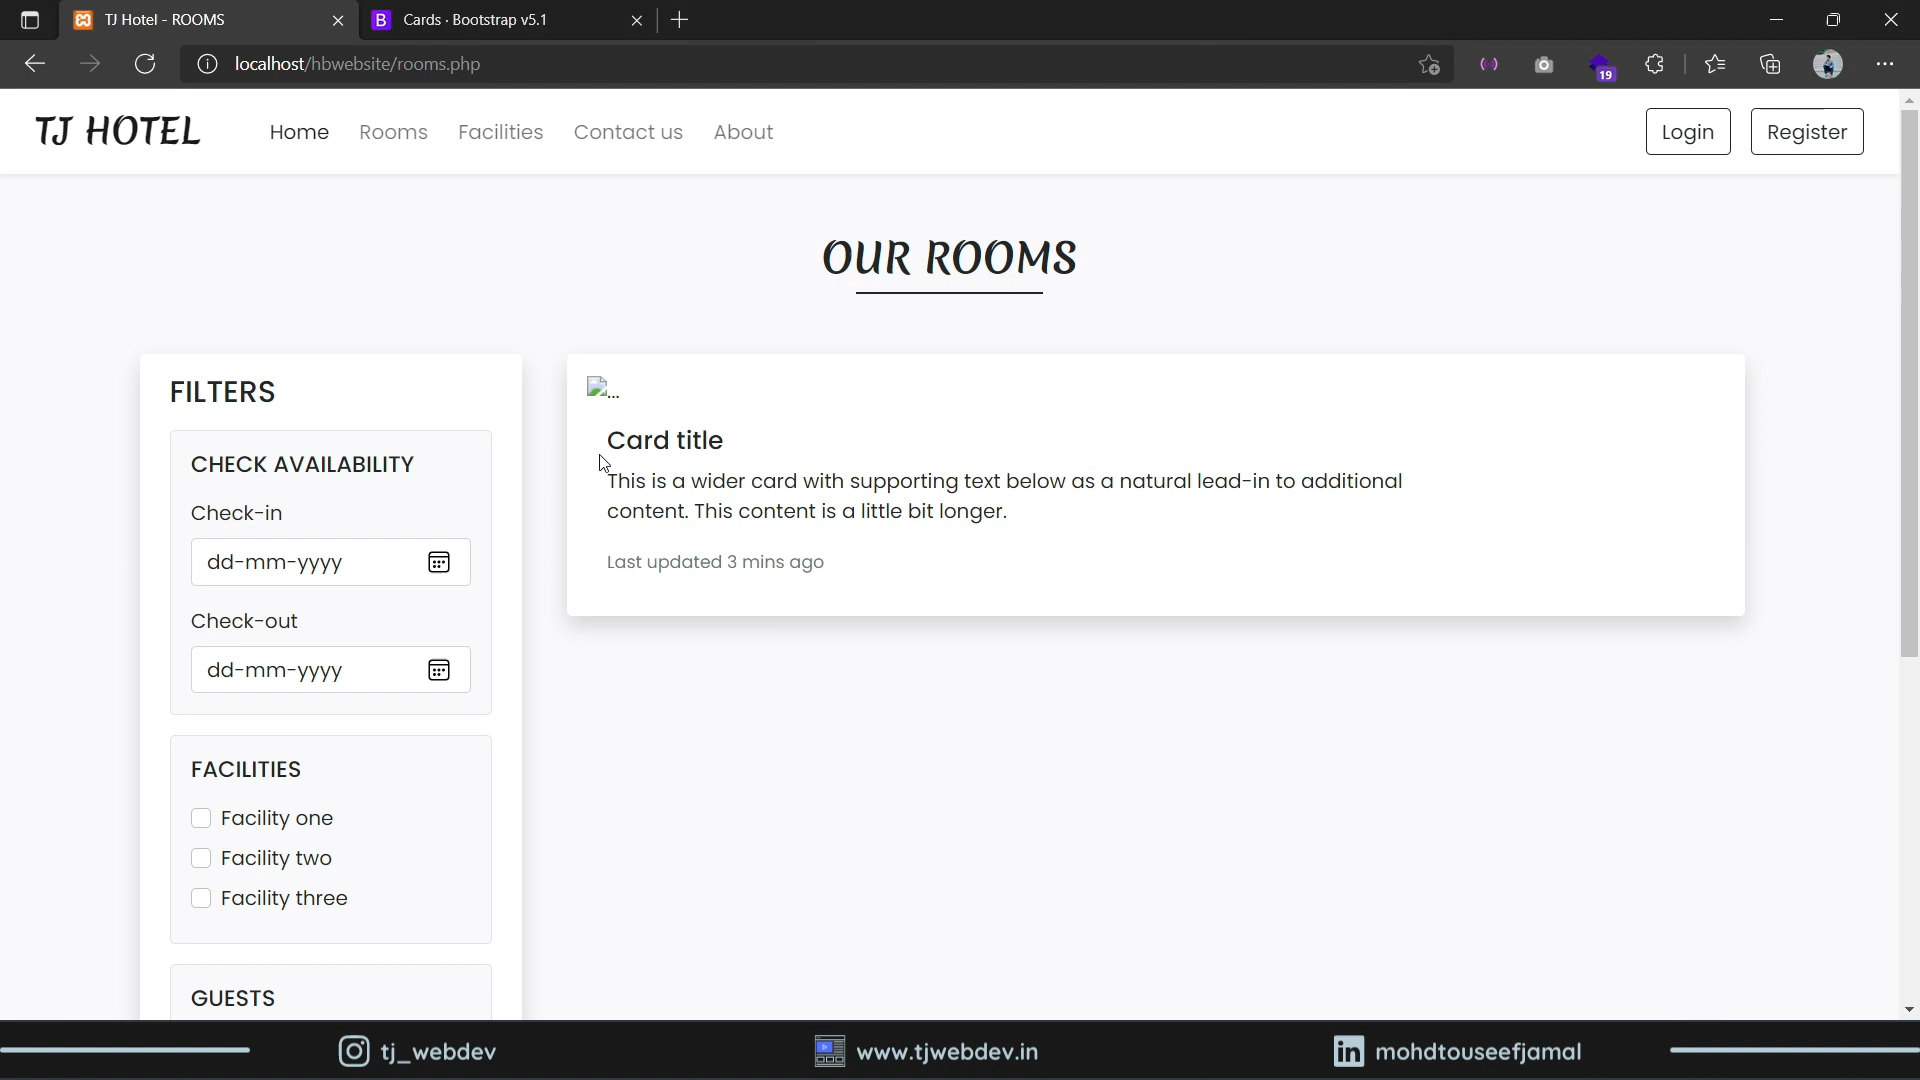 TJ Hotel - ROOMS
Cards · Bootstrap v5.1
localhost/hbwebsite/rooms.php
19
TJ HOTEL
Home
Rooms
Facilities
Contact us
About
Login
Register
OUR ROOMS
FILTERS
CHECK AVAILABILITY
Check-in
dd-mm-yyyy
Check-out
dd-mm-yyyy
FACILITIES
Facility one
Facility two
Facility three
GUESTS
...
Card title
This is a wider card with supporting text below as a natural lead-in to additional
content. This content is a little bit longer.
Last updated 3 mins ago
tj_webdev
www.tjwebdev.in
mohdtouseefjamal